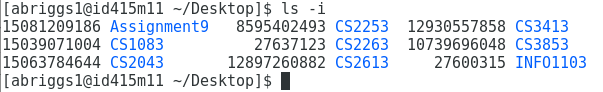 [abriggs1@id415m11 ~/Desktop]$ ls -i
15081209186 Assignment9 8595402493 CS2253 12930557858 CS3413
15039071004 CS1083 27637123 CS2263 10739696048 CS3853
15063784644 CS2043 12897260882 CS2613 27600315 INFO1103
[abriggs1@id415m11 ~/Desktop]$